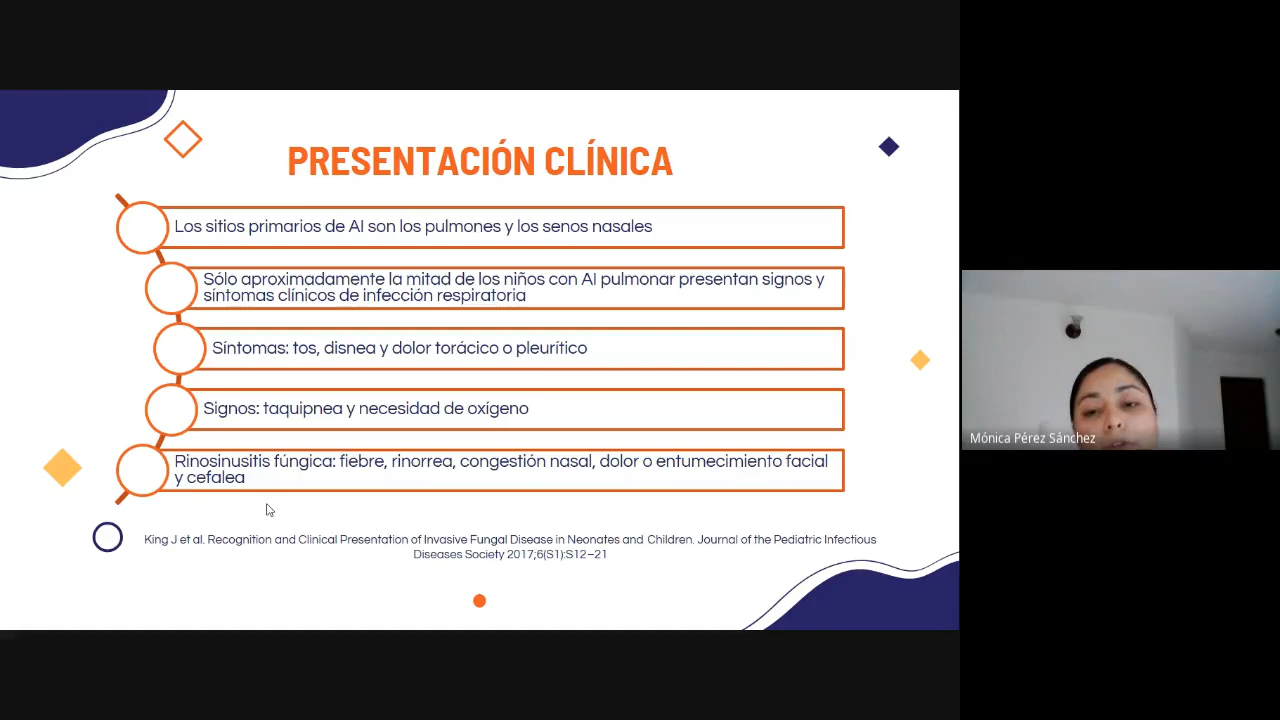 PRESENTACIÓN CLÍNICA
Los sitios primarios de AI son los pulmones y los senos nasales
Sólo aproximadamente la mitad de los niños con AI pulmonar presentan signos y
síntomas clínicos de infección respiratoria
Síntomas: tos, disnea y dolor torácico o pleurítico
Signos: taquipnea y necesidad de oxígeno
Rinosinusitis fúngica: fiebre, rinorrea, congestión nasal, dolor o entumecimiento facial
y cefalea
King J et al. Recognition and Clinical Presentation of Invasive Fungal Disease in Neonates and Children. Journal of the Pediatric Infectious
Diseases Society 2017;6(S1):S12–21
Mónica Pérez Sánchez